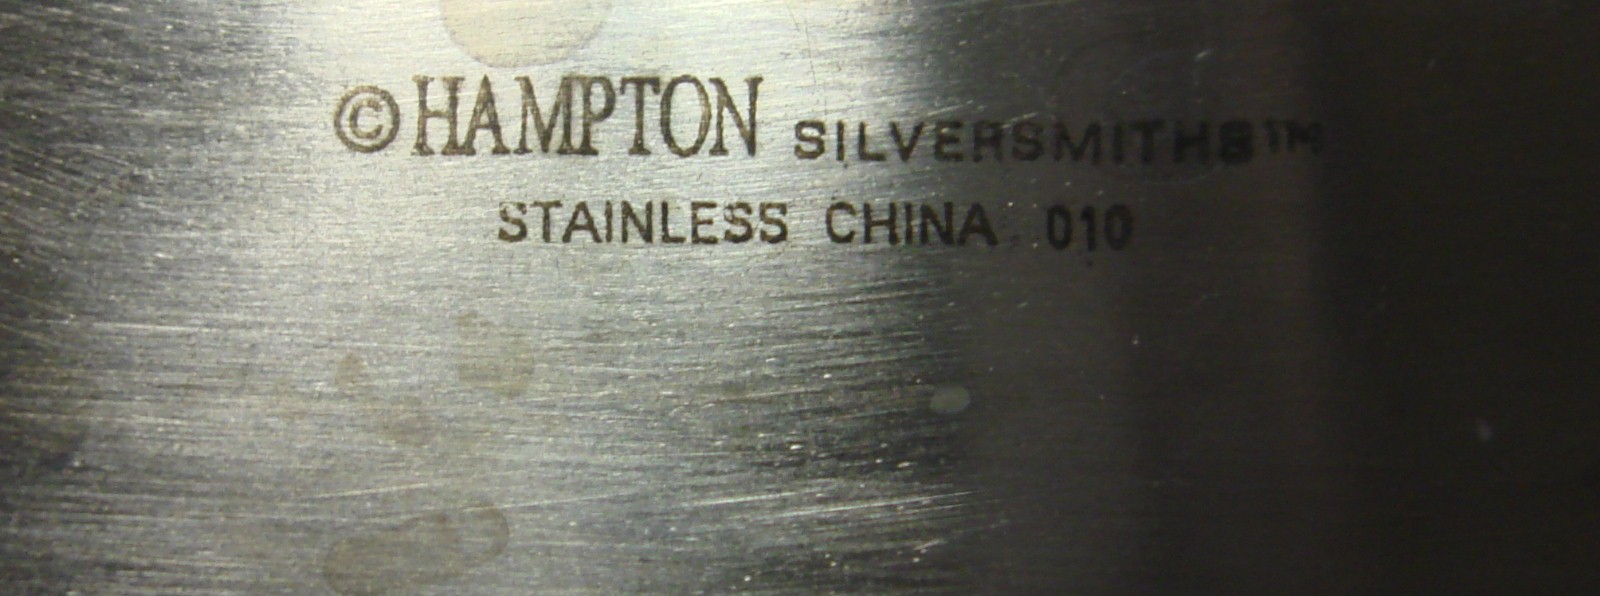 ©HAMPTON SILVERSMITHS™
STAINLESS CHINA 010